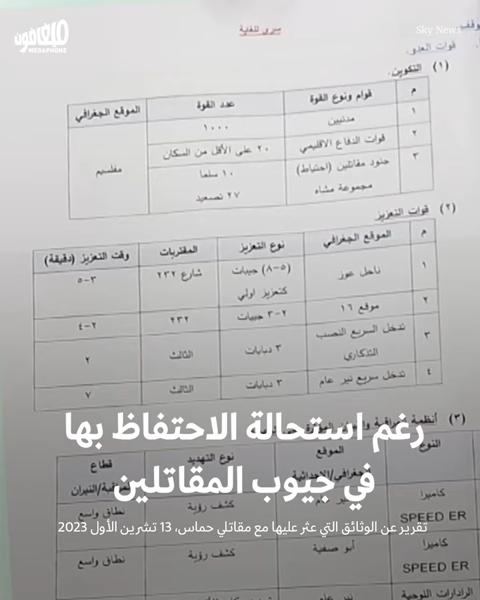 ميغافون
MEGAPHONE
Sky News
سري للغاية
قوات العدو.
(١) التكوين.
م قوام ونوع القوة عدد القوة الموقع الجغرافي
١ مدنيين ١٠٠٠
٢ قوات الدفاع الاقليمي ٢٠ على الأقل من السكان
مفلسيم
٣ جنود مقاتلين (احتياط) ١٠ سلحا
مجموعة مشاه ٢٧ تصعيد
(٢) قوات التعزيز
م الموقع الجغرافي نوع التعزيز المقتربات وقت التعزيز (دقيقة)
١ ناحل عوز (٥-٨) جيبات شارع ٢٣٢ ٣-٥
كتعزيز اولي
٢ موقع ١٦ ٢-٣ جيبات ٢٣٢ ٢-٤
٣ تدخل السريع النصب ٣ دبابات الثالث ٢
التذكاري
٤ تدخل سريع نير عام ٣ دبابات الثالث ٧
(٣) أنظمة
النوع الموقع نوع التهديد قطاع
رغم استحالة الاحتفاظ بها
في جيوب المقاتلين
كاميرا كشف رؤية نطاق واسع
SPEED ER
تقرير عن الوثائق التي عثر عليها مع مقاتلي حماس، 13 تشرين الأول 2023
كاميرا أبو صفية كشف رؤية نطاق واسع
SPEED ER
الرادارات اللوحية نير عام